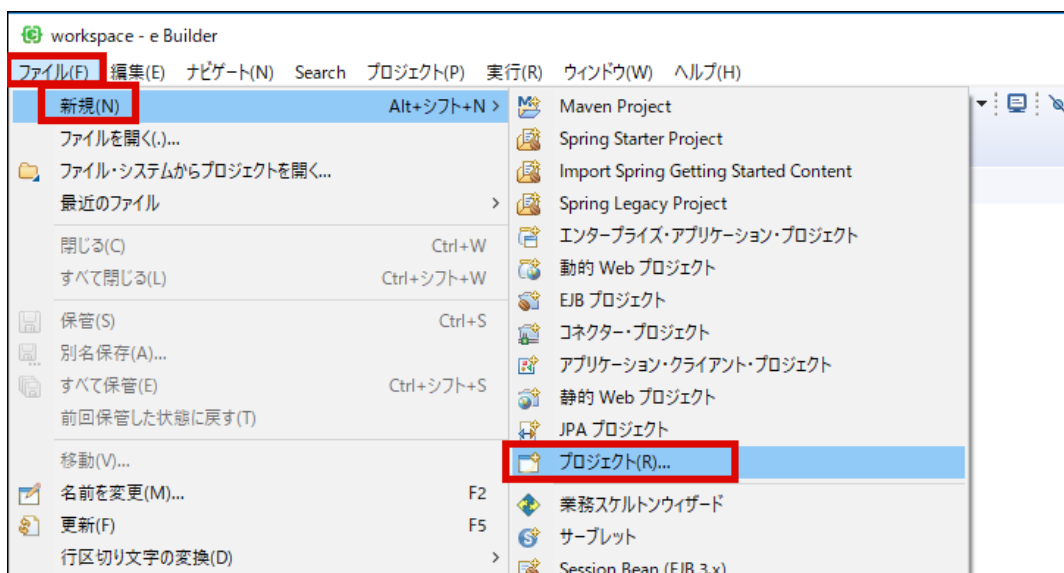 workspace - e Builder
ファイル(F) 編集(E) ナビゲート(N) Search プロジェクト(P) 実行(R) ウィンドウ(W) ヘルプ(H)
新規(N) Alt+シフト+N >
ファイルを開く(.)...
ファイル・システムからプロジェクトを開く...
最近のファイル >
閉じる(C) Ctrl+W
すべて閉じる(L) Ctrl+シフト+W
保管(S) Ctrl+S
別名保存(A)...
すべて保管(E) Ctrl+シフト+S
前回保管した状態に戻す(T)
移動(V)...
名前を変更(M)... F2
更新(F) F5
行区切り文字の変換(D) >
Maven Project
Spring Starter Project
Import Spring Getting Started Content
Spring Legacy Project
エンタープライズ・アプリケーション・プロジェクト
動的 Web プロジェクト
EJB プロジェクト
コネクター・プロジェクト
アプリケーション・クライアント・プロジェクト
静的 Web プロジェクト
JPA プロジェクト
プロジェクト(R)...
業務スケルトンウィザード
サーブレット
Session Bean (EJB 3.x)